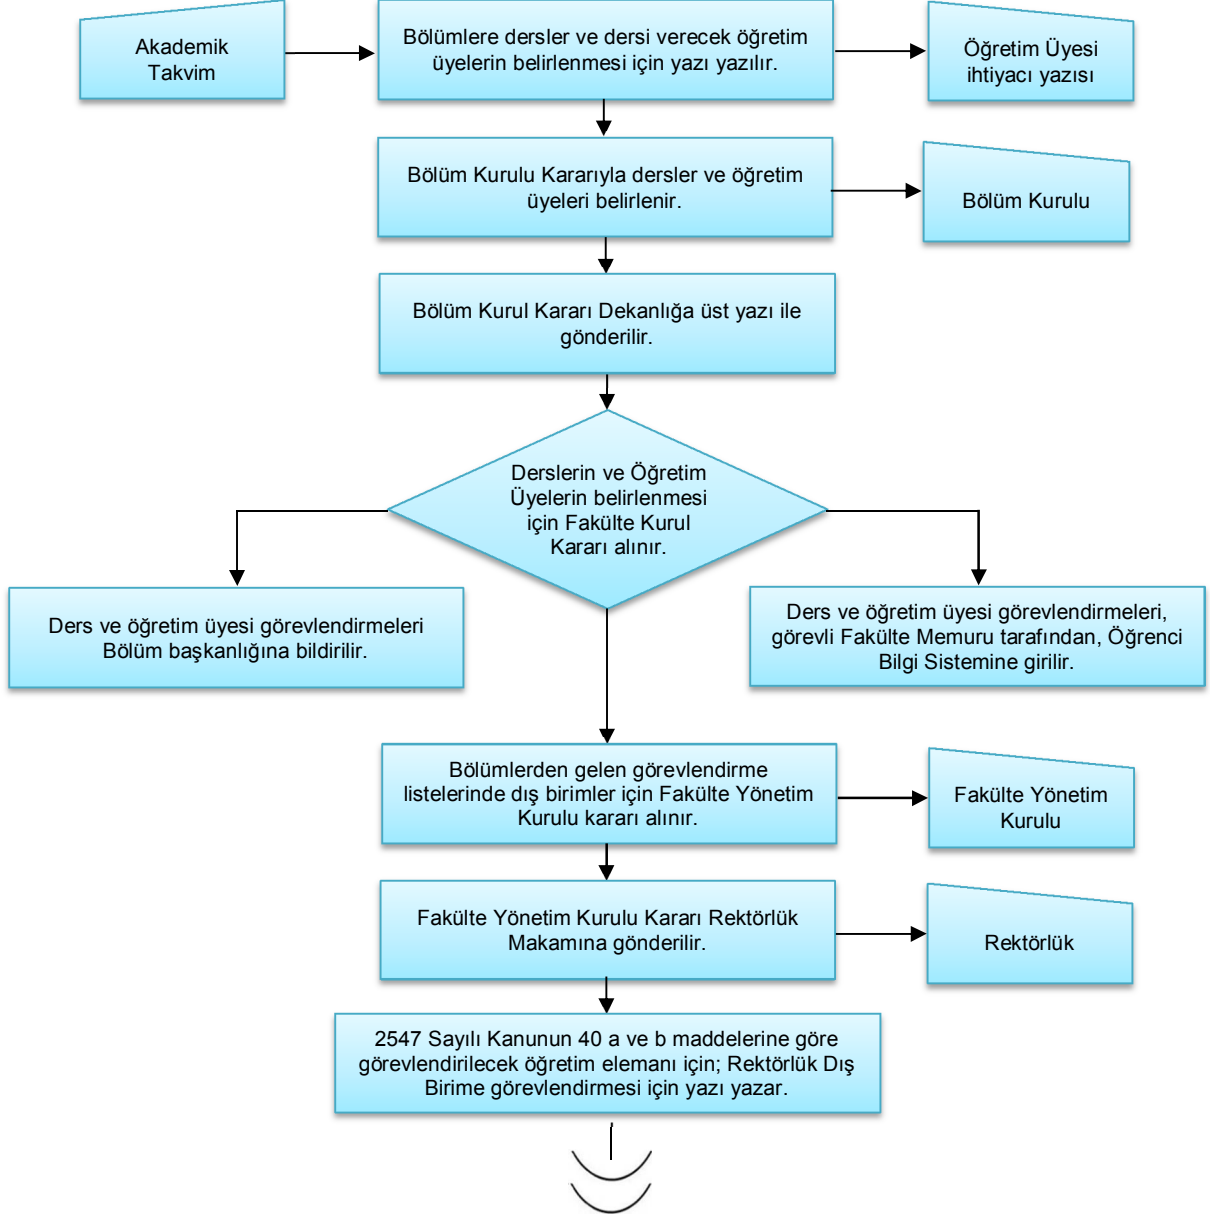 Akademik
Takvim
Bölümlere dersler ve dersi verecek öğretim
üyelerin belirlenmesi için yazı yazılır.
Öğretim Üyesi
ihtiyacı yazısı
Bölüm Kurulu Kararıyla dersler ve öğretim
üyeleri belirlenir.
Bölüm Kurulu
Bölüm Kurul Kararı Dekanlığa üst yazı ile
gönderilir.
Derslerin ve Öğretim
Üyelerin belirlenmesi
için Fakülte Kurul
Kararı alınır.
Ders ve öğretim üyesi görevlendirmeleri
Bölüm başkanlığına bildirilir.
Ders ve öğretim üyesi görevlendirmeleri,
görevli Fakülte Memuru tarafından, Öğrenci
Bilgi Sistemine girilir.
Bölümlerden gelen görevlendirme
listelerinde dış birimler için Fakülte Yönetim
Kurulu kararı alınır.
Fakülte Yönetim
Kurulu
Fakülte Yönetim Kurulu Kararı Rektörlük
Makamına gönderilir.
Rektörlük
2547 Sayılı Kanunun 40 a ve b maddelerine göre
görevlendirilecek öğretim elemanı için; Rektörlük Dış
Birime görevlendirmesi için yazı yazar.